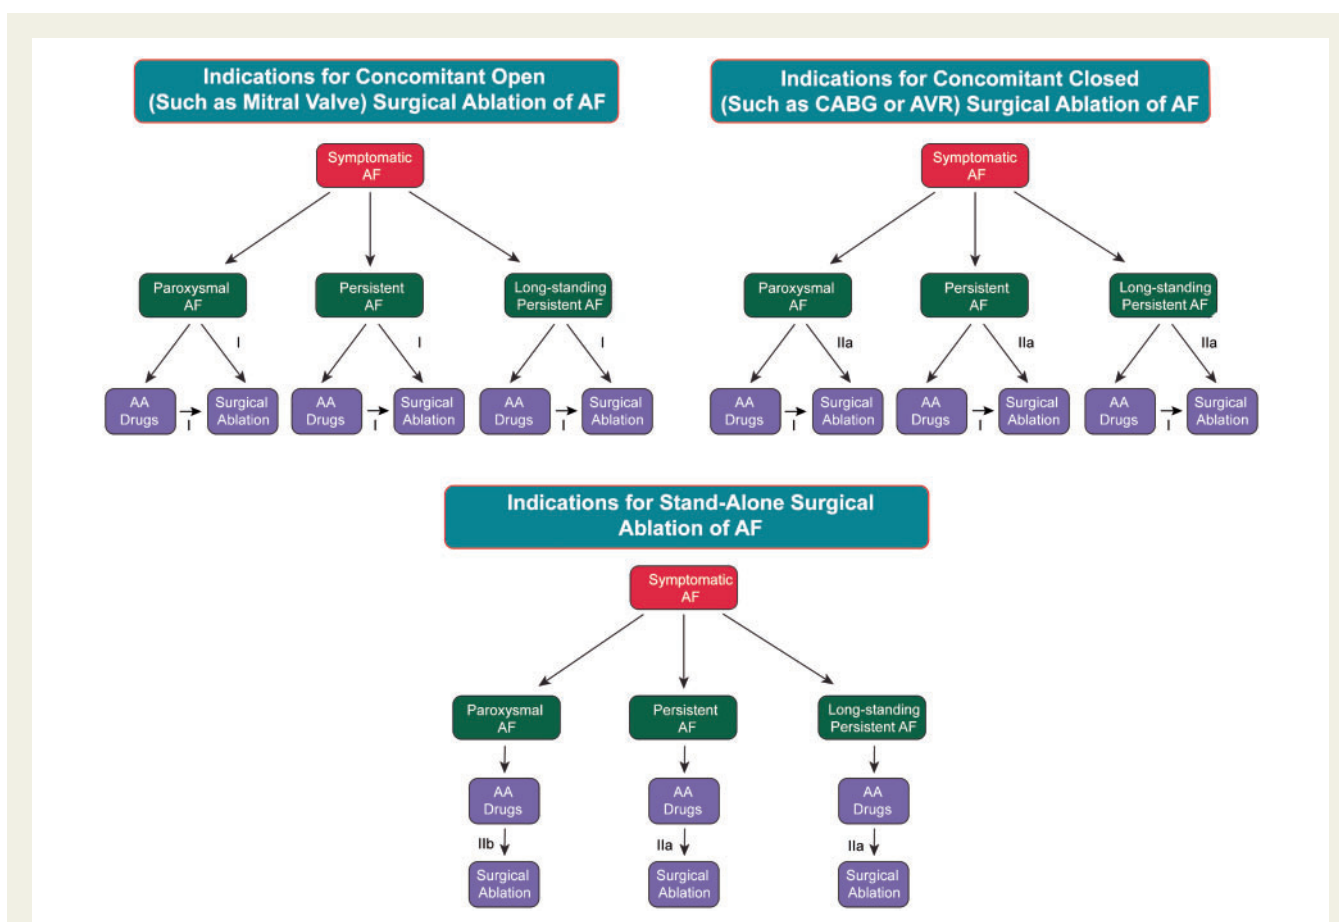 Indications for Concomitant Open
(Such as Mitral Valve) Surgical Ablation of AF
Symptomatic
AF
Paroxysmal
AF
Persistent
AF
Long-standing
Persistent AF
I
I
I
AA
Drugs
I
Surgical
Ablation
AA
Drugs
I
Surgical
Ablation
AA
Drugs
I
Surgical
Ablation
Indications for Concomitant Closed
(Such as CABG or AVR) Surgical Ablation of AF
Symptomatic
AF
Paroxysmal
AF
Persistent
AF
Long-standing
Persistent AF
IIa
IIa
IIa
AA
Drugs
I
Surgical
Ablation
AA
Drugs
I
Surgical
Ablation
AA
Drugs
I
Surgical
Ablation
Indications for Stand-Alone Surgical
Ablation of AF
Symptomatic
AF
Paroxysmal
AF
Persistent
AF
Long-standing
Persistent AF
AA
Drugs
AA
Drugs
AA
Drugs
IIb
IIa
IIa
Surgical
Ablation
Surgical
Ablation
Surgical
Ablation